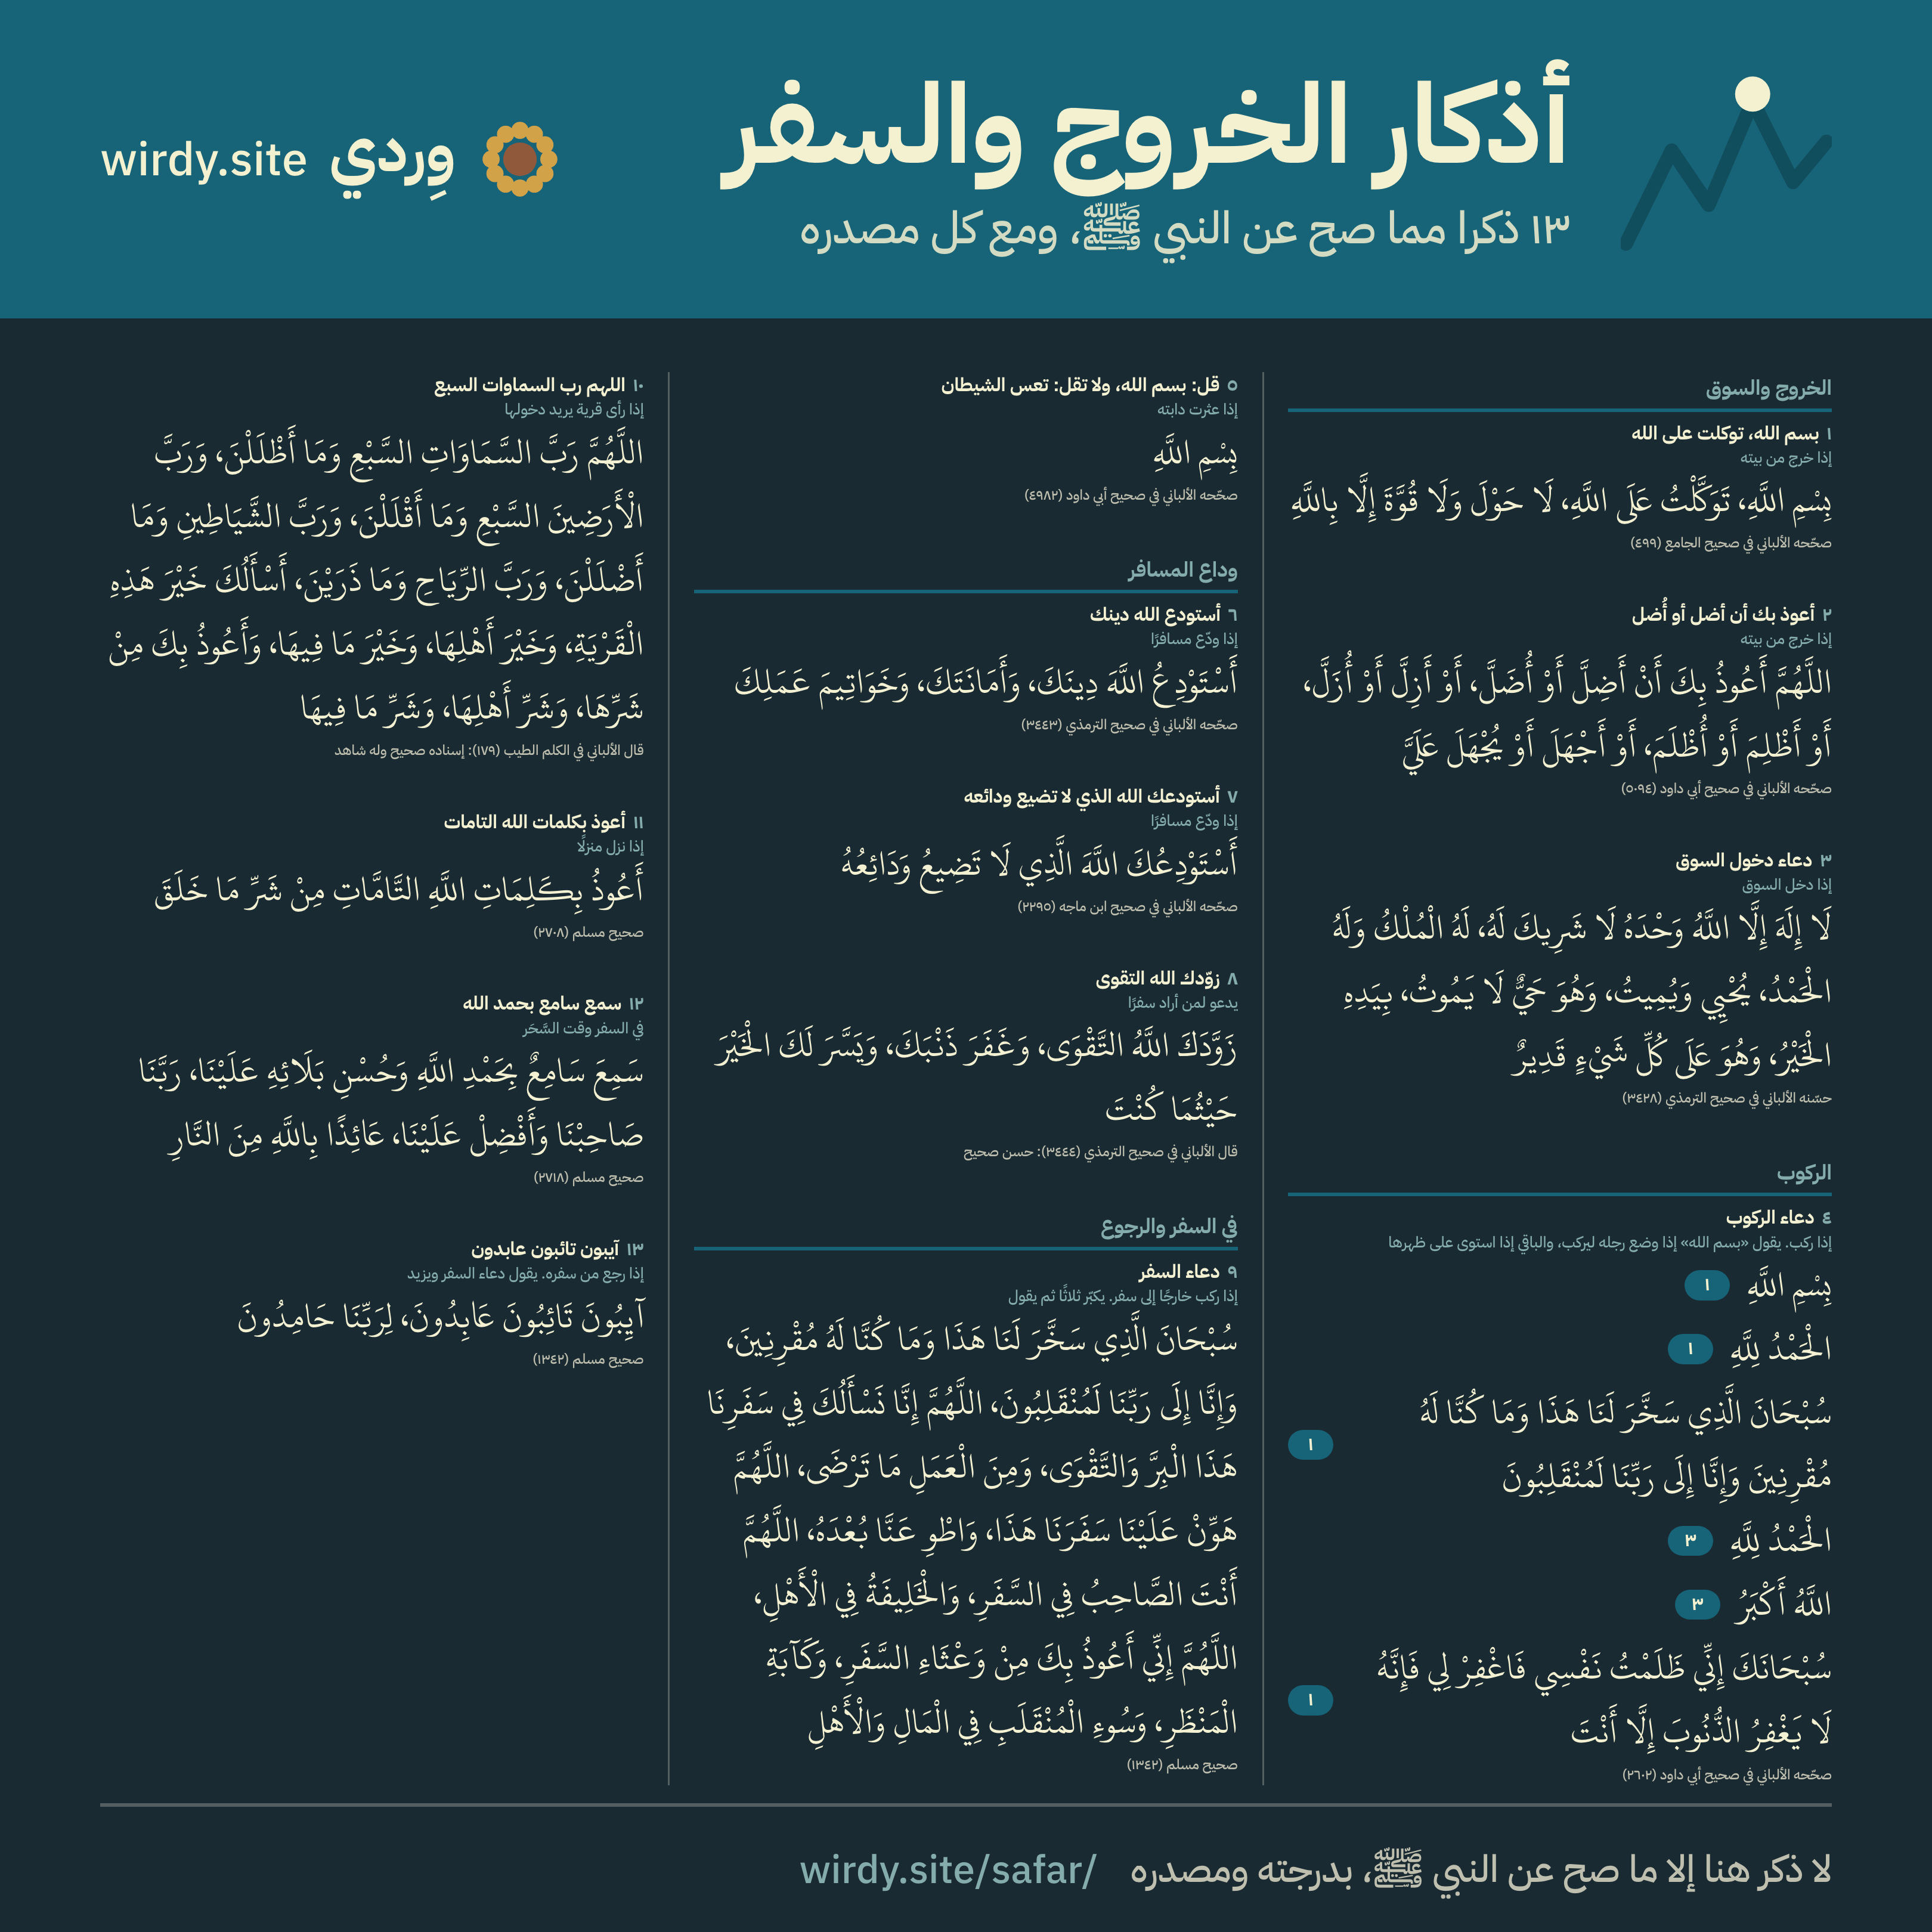 أذكار الخروج والسفر
١٣ ذكرا مما صح عن النبي ﷺ، ومع كل مصدره
وِردي wirdy.site
الخروج والسوق
١ بسم الله، توكلت على الله
إذا خرج من بيته
بِسْمِ اللَّهِ، تَوَكَّلْتُ عَلَى اللَّهِ، لَا حَوْلَ وَلَا قُوَّةَ إِلَّا بِاللَّهِ
صحّحه الألباني في صحيح الجامع (٤٩٩)
٢ أعوذ بك أن أضل أو أُضل
إذا خرج من بيته
اللَّهُمَّ أَعُوذُ بِكَ أَنْ أَضِلَّ أَوْ أُضَلَّ، أَوْ أَزِلَّ أَوْ أُزَلَّ،
أَوْ أَظْلِمَ أَوْ أُظْلَمَ، أَوْ أَجْهَلَ أَوْ يُجْهَلَ عَلَيَّ
صحّحه الألباني في صحيح أبي داود (٥٠٩٤)
٣ دعاء دخول السوق
إذا دخل السوق
لَا إِلَهَ إِلَّا اللَّهُ وَحْدَهُ لَا شَرِيكَ لَهُ، لَهُ الْمُلْكُ وَلَهُ
الْحَمْدُ، يُحْيِي وَيُمِيتُ، وَهُوَ حَيٌّ لَا يَمُوتُ، بِيَدِهِ
الْخَيْرُ، وَهُوَ عَلَى كُلِّ شَيْءٍ قَدِيرٌ
حسّنه الألباني في صحيح الترمذي (٣٤٢٨)
الركوب
٤ دعاء الركوب
إذا ركب. يقول «بسم الله» إذا وضع رجله ليركب، والباقي إذا استوى على ظهرها
بِسْمِ اللَّهِ ١
الْحَمْدُ لِلَّهِ ١
سُبْحَانَ الَّذِي سَخَّرَ لَنَا هَذَا وَمَا كُنَّا لَهُ
مُقْرِنِينَ وَإِنَّا إِلَى رَبِّنَا لَمُنْقَلِبُونَ ١
الْحَمْدُ لِلَّهِ ٣
اللَّهُ أَكْبَرُ ٣
سُبْحَانَكَ إِنِّي ظَلَمْتُ نَفْسِي فَاغْفِرْ لِي فَإِنَّهُ
لَا يَغْفِرُ الذُّنُوبَ إِلَّا أَنْتَ ١
صحّحه الألباني في صحيح أبي داود (٢٦٠٢)
٥ قل: بسم الله، ولا تقل: تعس الشيطان
إذا عثرت دابته
بِسْمِ اللَّهِ
صحّحه الألباني في صحيح أبي داود (٤٩٨٢)
وداع المسافر
٦ أستودع الله دينك
إذا ودّع مسافرًا
أَسْتَوْدِعُ اللَّهَ دِينَكَ، وَأَمَانَتَكَ، وَخَوَاتِيمَ عَمَلِكَ
صحّحه الألباني في صحيح الترمذي (٣٤٤٣)
٧ أستودعك الله الذي لا تضيع ودائعه
إذا ودّع مسافرًا
أَسْتَوْدِعُكَ اللَّهَ الَّذِي لَا تَضِيعُ وَدَائِعُهُ
صحّحه الألباني في صحيح ابن ماجه (٢٢٩٥)
٨ زوّدك الله التقوى
يدعو لمن أراد سفرًا
زَوَّدَكَ اللَّهُ التَّقْوَى، وَغَفَرَ ذَنْبَكَ، وَيَسَّرَ لَكَ الْخَيْرَ
حَيْثُمَا كُنْتَ
قال الألباني في صحيح الترمذي (٣٤٤٤): حسن صحيح
في السفر والرجوع
٩ دعاء السفر
إذا ركب خارجًا إلى سفر. يكبّر ثلاثًا ثم يقول
سُبْحَانَ الَّذِي سَخَّرَ لَنَا هَذَا وَمَا كُنَّا لَهُ مُقْرِنِينَ،
وَإِنَّا إِلَى رَبِّنَا لَمُنْقَلِبُونَ، اللَّهُمَّ إِنَّا نَسْأَلُكَ فِي سَفَرِنَا
هَذَا الْبِرَّ وَالتَّقْوَى، وَمِنَ الْعَمَلِ مَا تَرْضَى، اللَّهُمَّ
هَوِّنْ عَلَيْنَا سَفَرَنَا هَذَا، وَاطْوِ عَنَّا بُعْدَهُ، اللَّهُمَّ
أَنْتَ الصَّاحِبُ فِي السَّفَرِ، وَالْخَلِيفَةُ فِي الْأَهْلِ،
اللَّهُمَّ إِنِّي أَعُوذُ بِكَ مِنْ وَعْثَاءِ السَّفَرِ، وَكَآبَةِ
الْمَنْظَرِ، وَسُوءِ الْمُنْقَلَبِ فِي الْمَالِ وَالْأَهْلِ
صحيح مسلم (١٣٤٢)
١٠ اللهم رب السماوات السبع
إذا رأى قرية يريد دخولها
اللَّهُمَّ رَبَّ السَّمَاوَاتِ السَّبْعِ وَمَا أَظْلَلْنَ، وَرَبَّ
الْأَرَضِينَ السَّبْعِ وَمَا أَقْلَلْنَ، وَرَبَّ الشَّيَاطِينِ وَمَا
أَضْلَلْنَ، وَرَبَّ الرِّيَاحِ وَمَا ذَرَيْنَ، أَسْأَلُكَ خَيْرَ هَذِهِ
الْقَرْيَةِ، وَخَيْرَ أَهْلِهَا، وَخَيْرَ مَا فِيهَا، وَأَعُوذُ بِكَ مِنْ
شَرِّهَا، وَشَرِّ أَهْلِهَا، وَشَرِّ مَا فِيهَا
قال الألباني في الكلم الطيب (١٧٩): إسناده صحيح وله شاهد
١١ أعوذ بكلمات الله التامات
إذا نزل منزلًا
أَعُوذُ بِكَلِمَاتِ اللَّهِ التَّامَّاتِ مِنْ شَرِّ مَا خَلَقَ
صحيح مسلم (٢٧٠٨)
١٢ سمع سامع بحمد الله
في السفر وقت السَّحَر
سَمِعَ سَامِعٌ بِحَمْدِ اللَّهِ وَحُسْنِ بَلَائِهِ عَلَيْنَا، رَبَّنَا
صَاحِبْنَا وَأَفْضِلْ عَلَيْنَا، عَائِذًا بِاللَّهِ مِنَ النَّارِ
صحيح مسلم (٢٧١٨)
١٣ آيبون تائبون عابدون
إذا رجع من سفره. يقول دعاء السفر ويزيد
آيِبُونَ تَائِبُونَ عَابِدُونَ، لِرَبِّنَا حَامِدُونَ
صحيح مسلم (١٣٤٢)
لا ذكر هنا إلا ما صح عن النبي ﷺ، بدرجته ومصدره wirdy.site/safar/